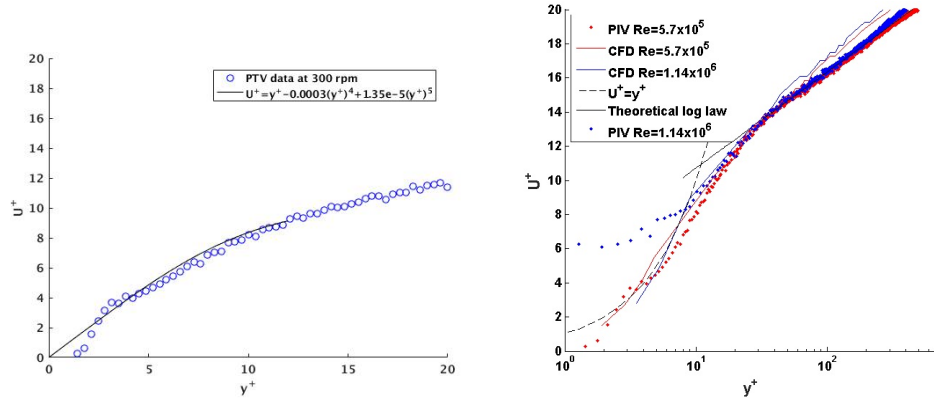 20
18
16
14
12
10
8
6
4
2
0
U⁺
PTV data at 300 rpm
U⁺=y⁺-0.0003(y⁺)⁴+1.35e-5(y⁺)⁵
0 5 10 15 20
y⁺
20
18
16
14
12
10
8
6
4
2
0
U⁺
PIV Re=5.7x10⁵
CFD Re=5.7x10⁵
CFD Re=1.14x10⁶
U⁺=y⁺
Theoretical log law
PIV Re=1.14x10⁶
10⁰ 10¹ 10²
y⁺